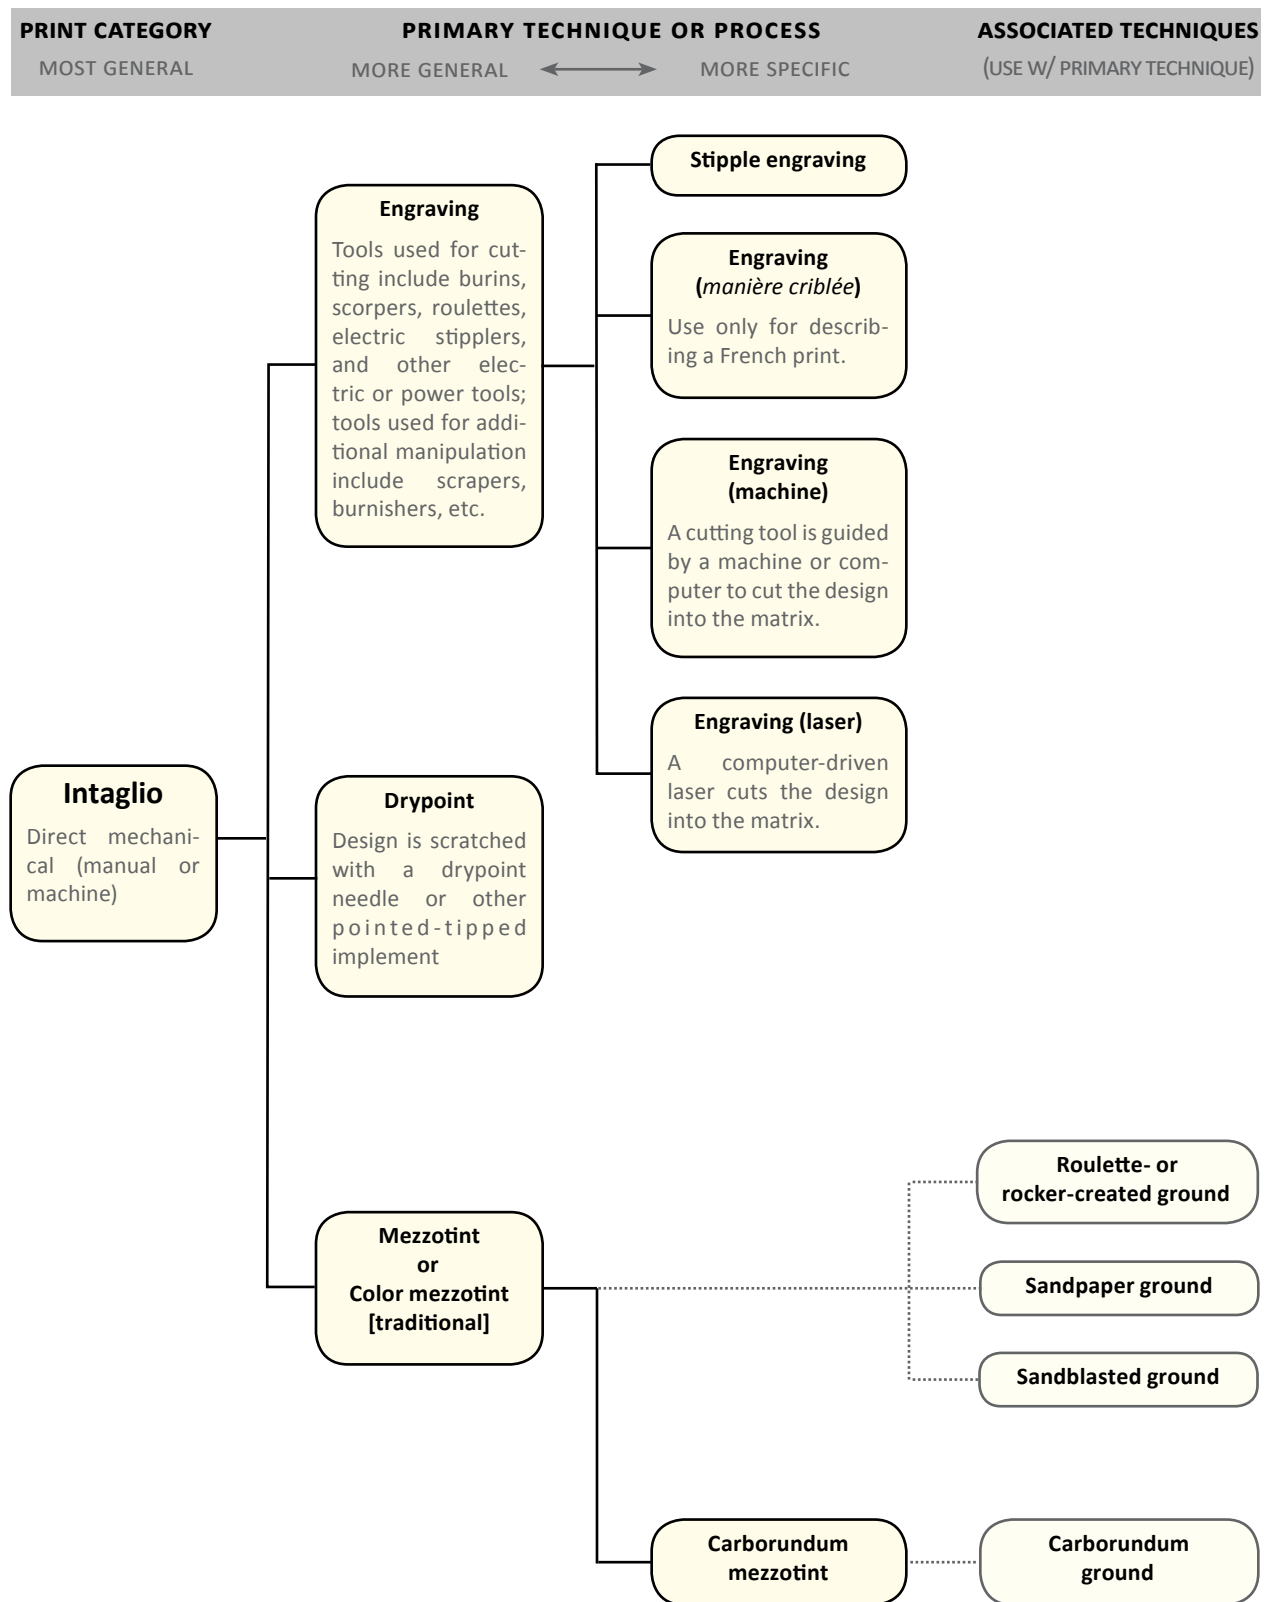 PRINT CATEGORY
PRIMARY TECHNIQUE OR PROCESS
ASSOCIATED TECHNIQUES
MOST GENERAL
MORE GENERAL
MORE SPECIFIC
(USE W/ PRIMARY TECHNIQUE)
Intaglio
Direct mechani-
cal (manual or
machine)
Engraving
Tools used for cut-
ting include burins,
scorpers, roulettes,
electric stipplers,
and other elec-
tric or power tools;
tools used for addi-
tional manipulation
include scrapers,
burnishers, etc.
Stipple engraving
Engraving
(manière criblée)
Use only for describ-
ing a French print.
Engraving
(machine)
A cutting tool is guided
by a machine or com-
puter to cut the design
into the matrix.
Engraving (laser)
A computer-driven
laser cuts the design
into the matrix.
Drypoint
Design is scratched
with a drypoint
needle or other
pointed-tipped
implement
Mezzotint
or
Color mezzotint
[traditional]
Roulette- or
rocker-created ground
Sandpaper ground
Sandblasted ground
Carborundum
mezzotint
Carborundum
ground